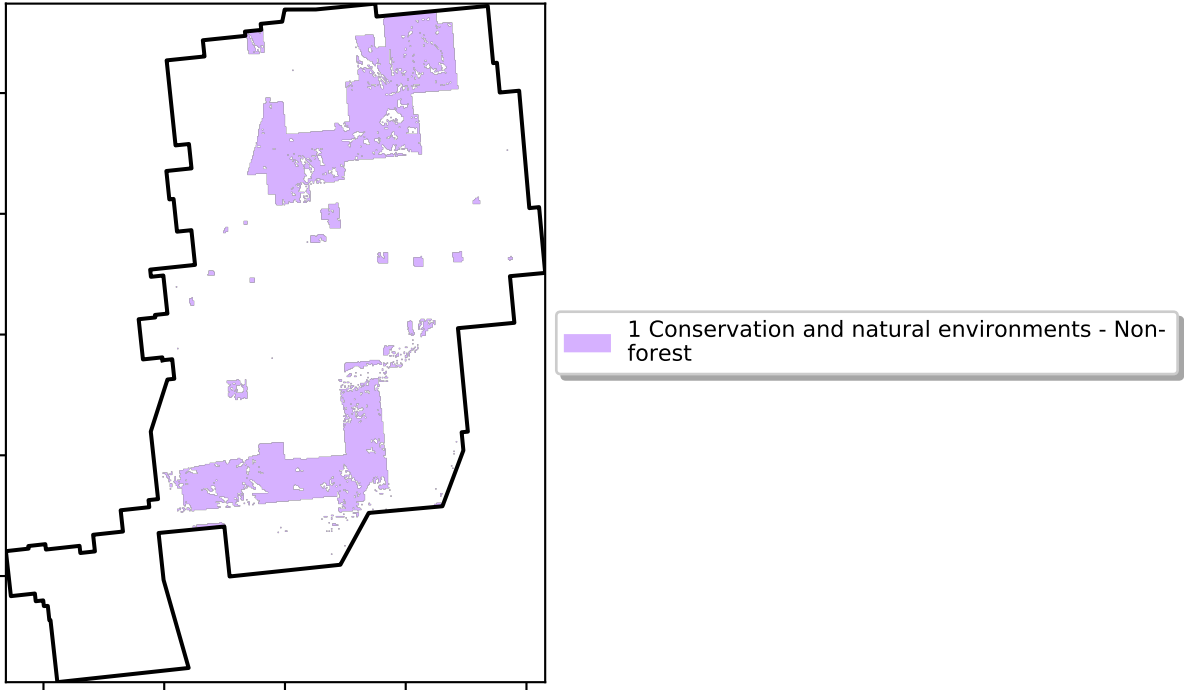 1 Conservation and natural environments - Non-
forest